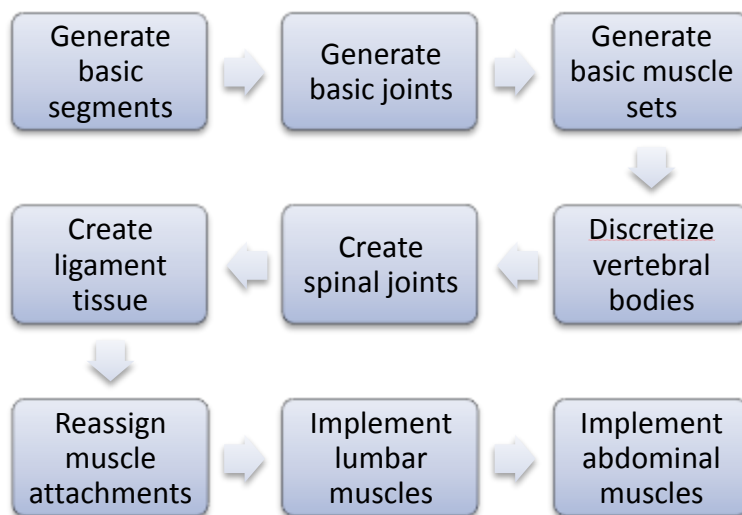 Generate
basic
segments
Generate
basic joints
Generate
basic muscle
sets
Discretize
vertebral
bodies
Create
spinal joints
Create
ligament
tissue
Reassign
muscle
attachments
Implement
lumbar
muscles
Implement
abdominal
muscles